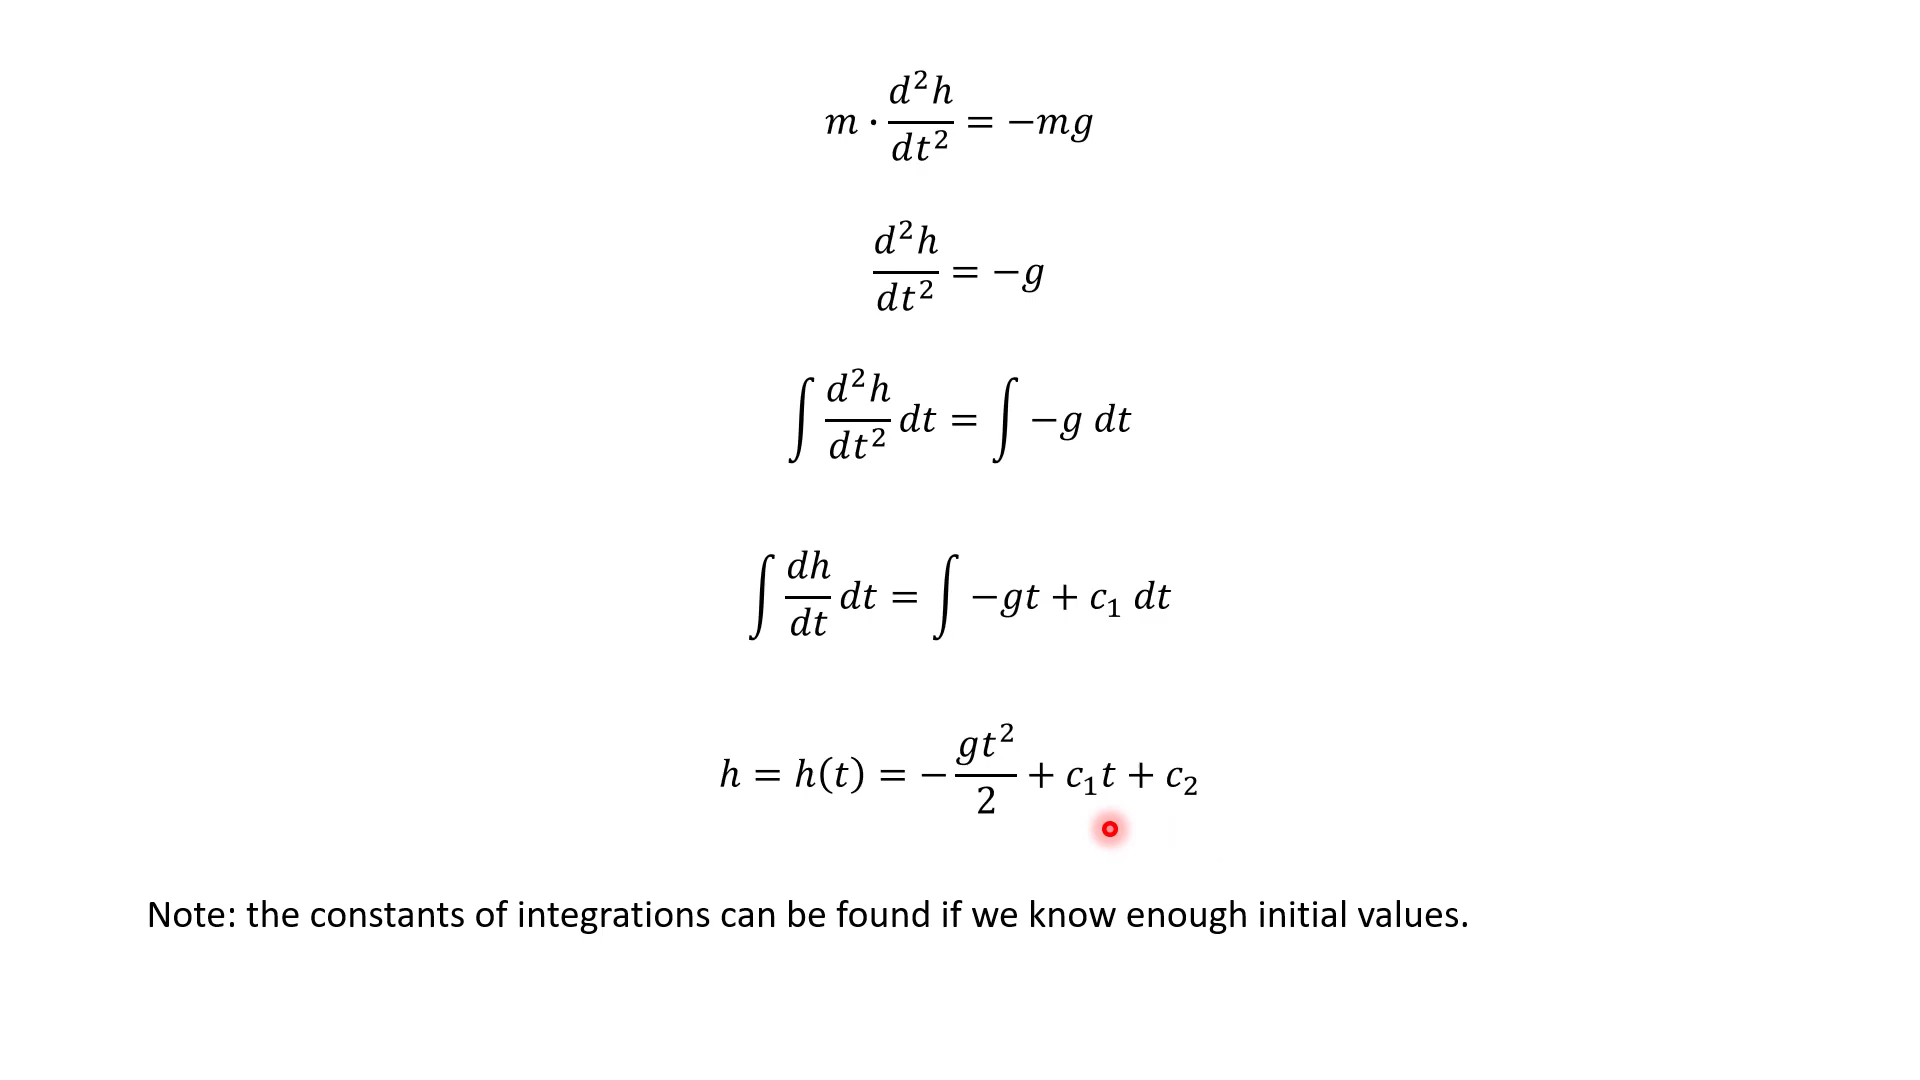 m · d²h/dt² = −mg
d²h/dt² = −g
∫ d²h/dt² dt = ∫ −g dt
∫ dh/dt dt = ∫ −gt + c₁ dt
h = h(t) = − gt²/2 + c₁t + c₂
Note: the constants of integrations can be found if we know enough initial values.